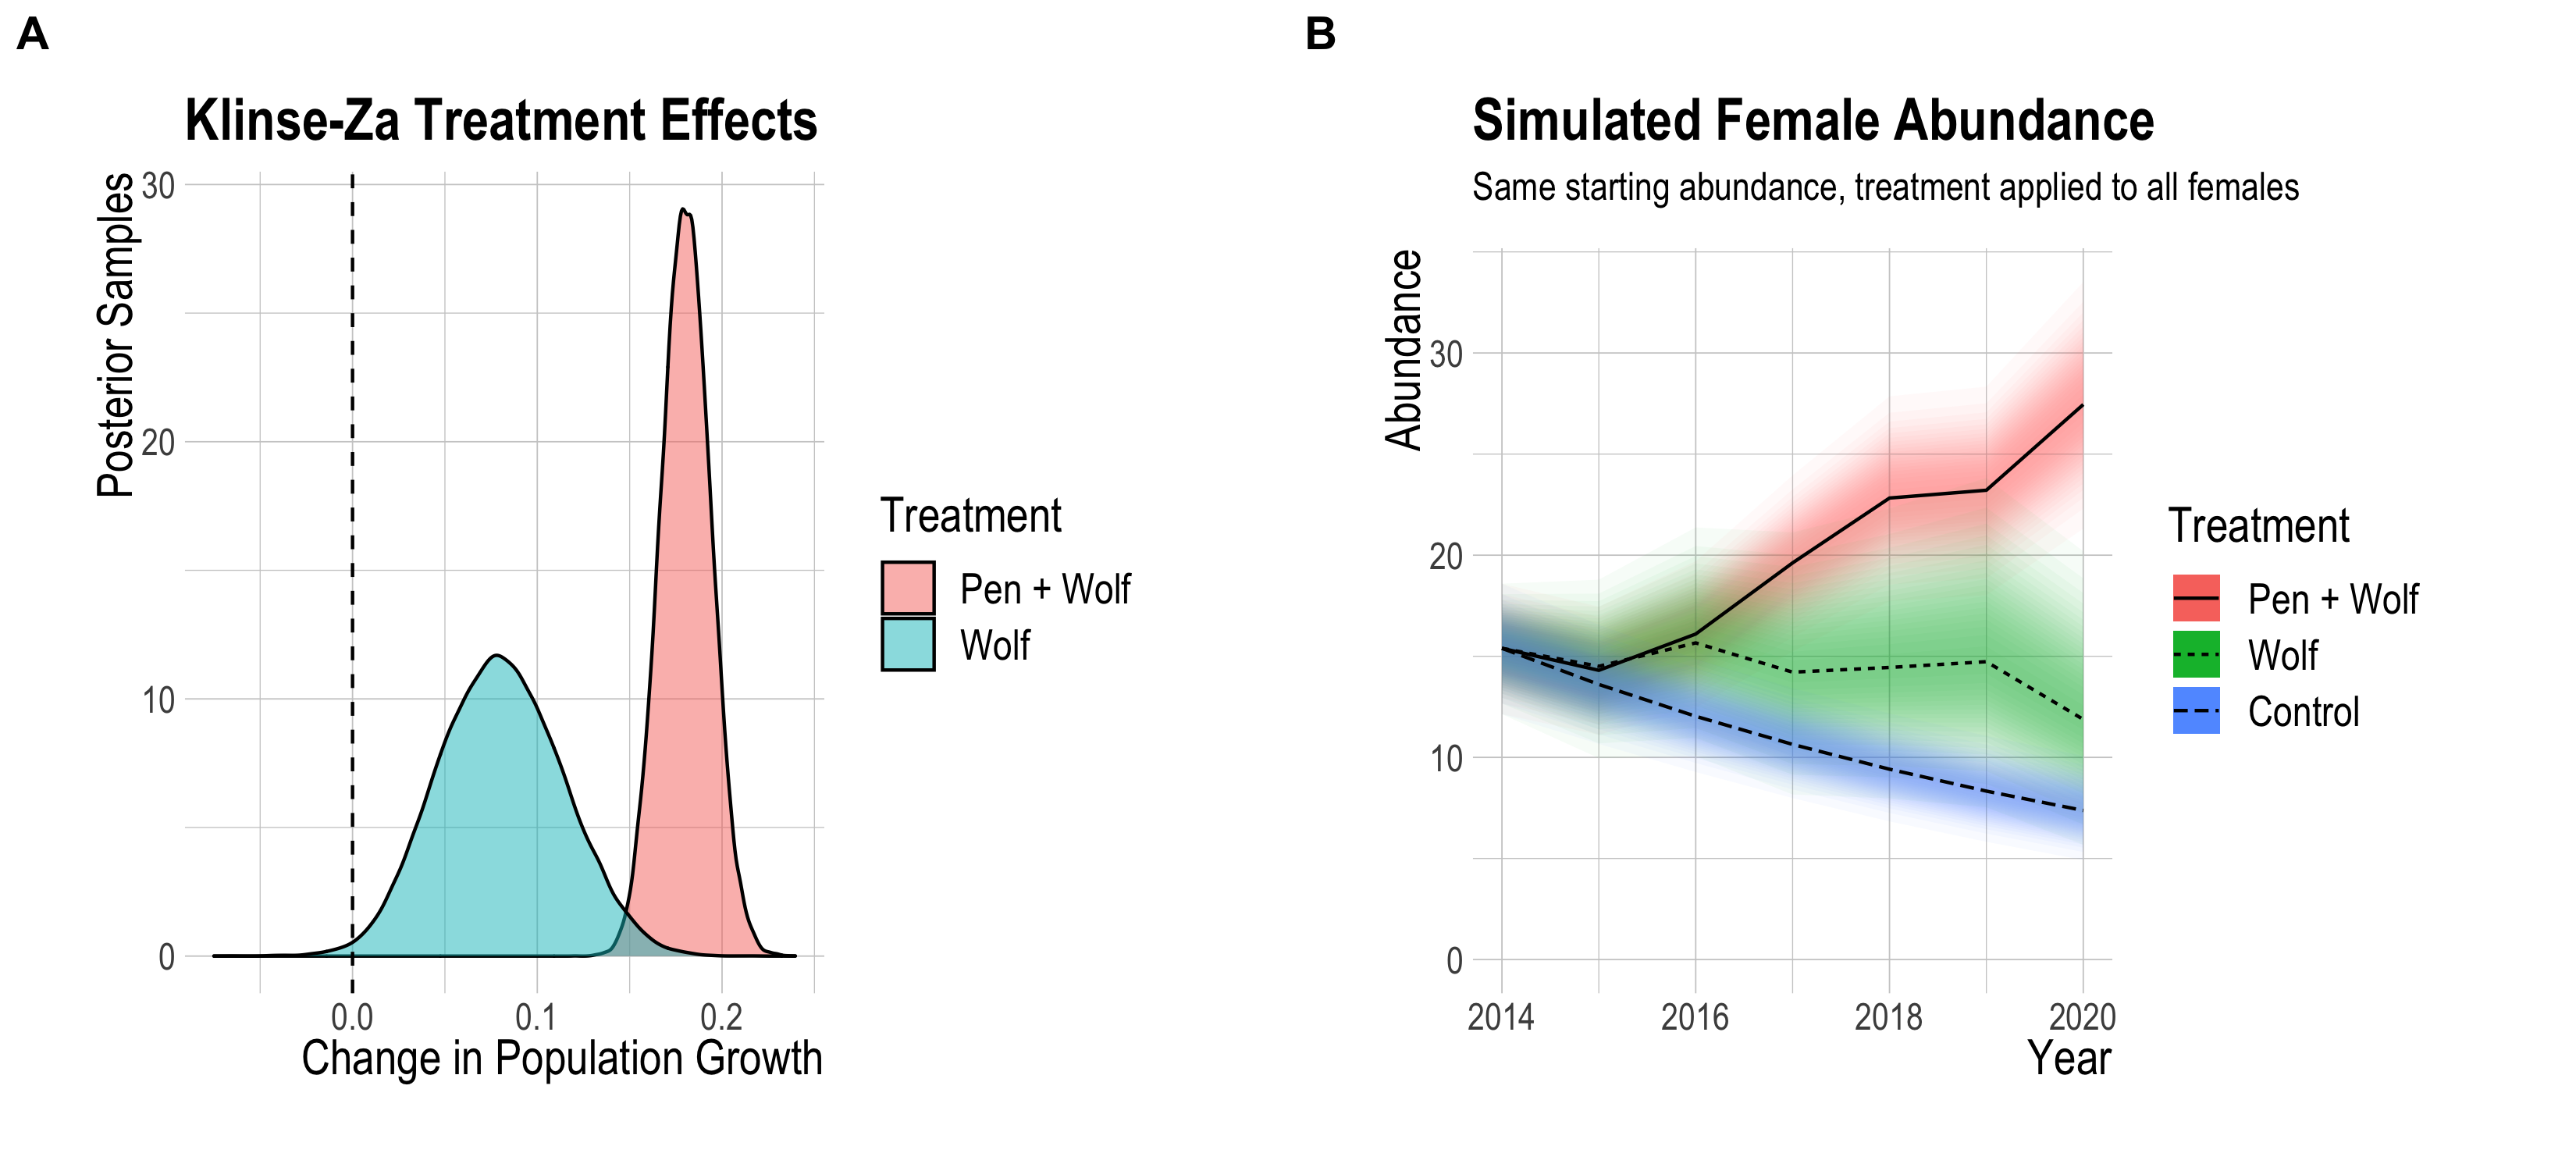 A
Klinse-Za Treatment Effects
Posterior Samples
30
20
10
0
0.0
0.1
0.2
Change in Population Growth
Treatment
Pen + Wolf
Wolf
B
Simulated Female Abundance
Same starting abundance, treatment applied to all females
Abundance
30
20
10
0
2014
2016
2018
2020
Year
Treatment
Pen + Wolf
Wolf
Control